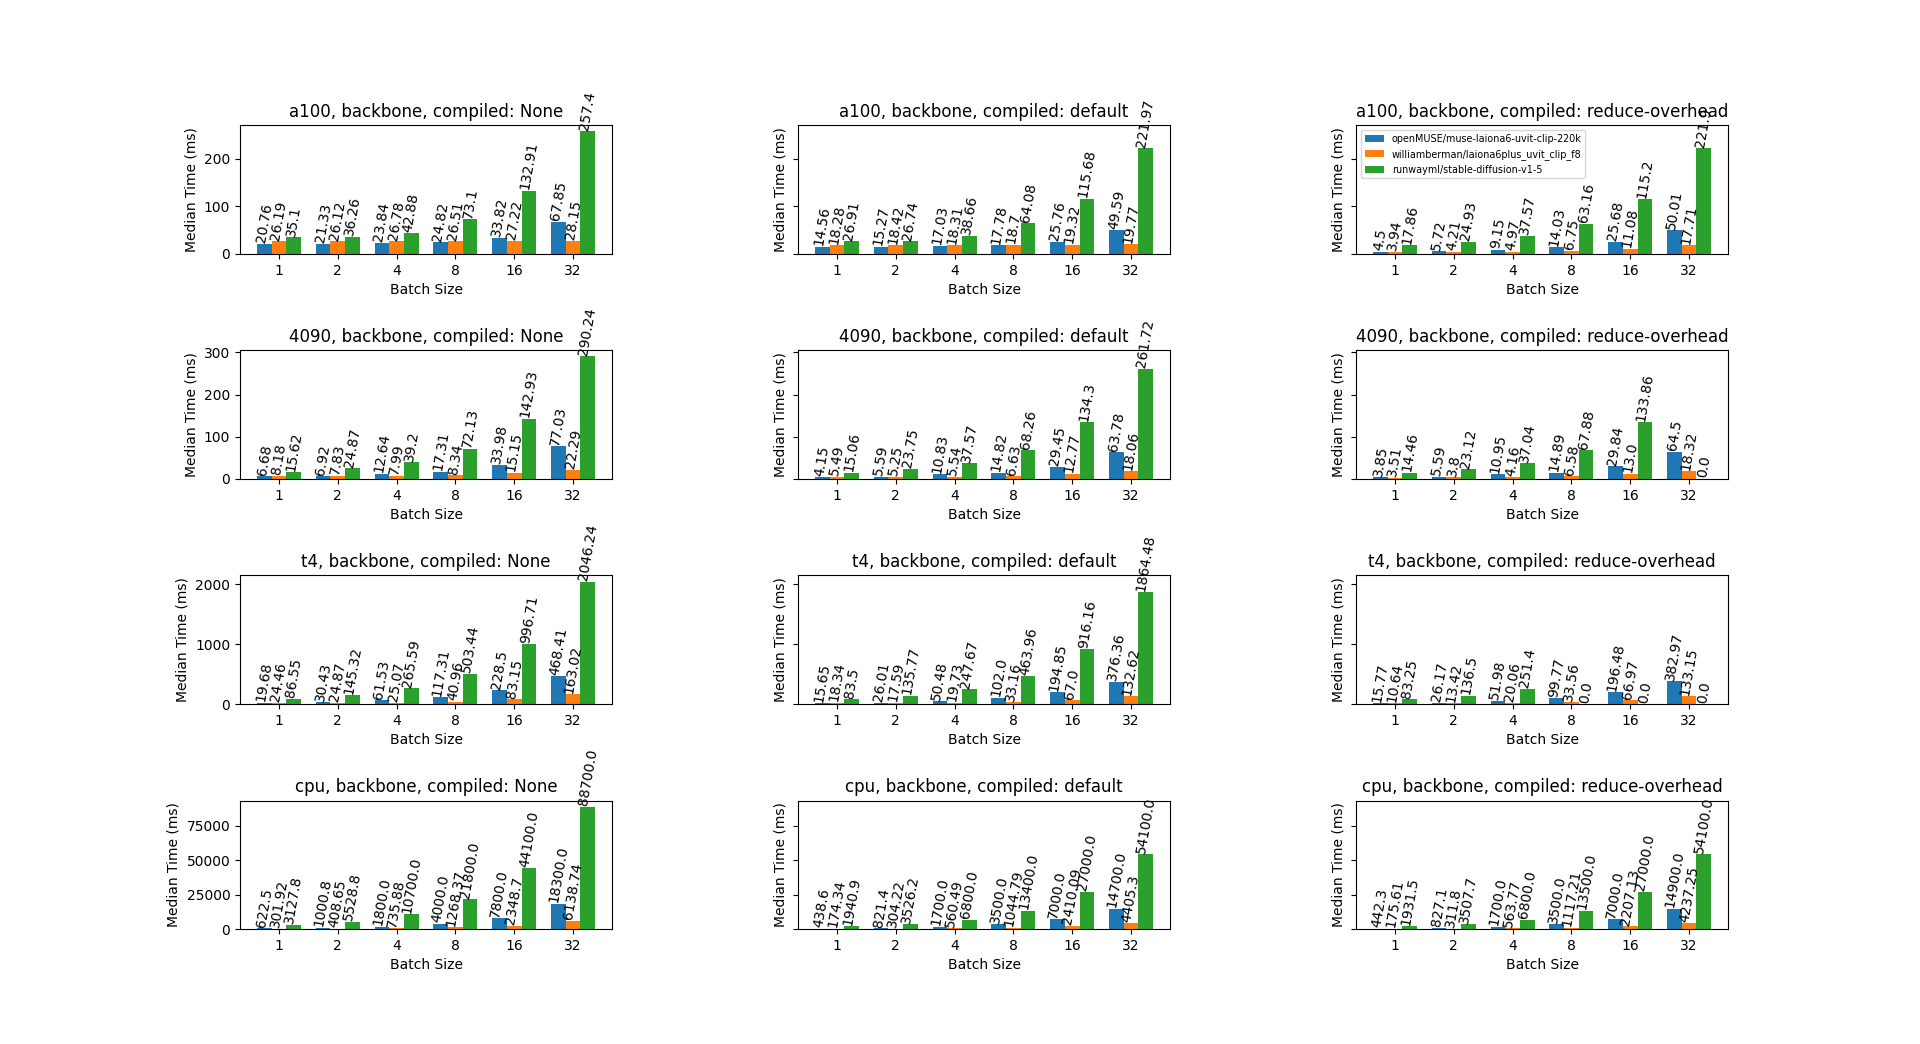 a100, backbone, compiled: None
Median Time (ms)
200
100
0
20.76 26.19 35.1 21.33 26.12 36.26 23.84 26.78 42.88 24.82 26.51 73.1 33.82 27.22 132.91 67.85 28.15 257.4
1 2 4 8 16 32
Batch Size
a100, backbone, compiled: default
Median Time (ms)
14.56 18.28 26.91 15.27 18.42 26.74 17.03 18.31 38.66 17.78 18.7 64.08 25.76 19.32 115.68 49.59 19.77 221.97
1 2 4 8 16 32
Batch Size
a100, backbone, compiled: reduce-overhead
Median Time (ms)
openMUSE/muse-laiona6-uvit-clip-220k
williamberman/laiona6plus_uvit_clip_f8
runwayml/stable-diffusion-v1-5
4.5 3.94 17.86 5.72 4.21 24.93 9.15 4.97 37.57 14.03 6.75 63.16 25.68 11.08 115.2 50.01 17.71
1 2 4 8 16 32
Batch Size
4090, backbone, compiled: None
Median Time (ms)
300
200
100
0
6.68 8.18 15.62 6.92 7.83 24.87 12.64 7.99 39.2 17.31 8.34 72.13 33.98 15.15 142.93 77.03 22.29 290.24
1 2 4 8 16 32
Batch Size
4090, backbone, compiled: default
Median Time (ms)
4.15 5.49 15.06 5.59 5.25 23.75 10.83 5.54 37.57 14.82 6.63 68.26 29.45 12.77 134.3 63.78 18.06 261.72
1 2 4 8 16 32
Batch Size
4090, backbone, compiled: reduce-overhead
Median Time (ms)
3.85 3.51 14.46 5.59 3.8 23.12 10.95 4.16 37.04 14.89 6.58 67.88 29.84 13.0 133.86 64.5 18.32 0.0
1 2 4 8 16 32
Batch Size
t4, backbone, compiled: None
Median Time (ms)
2000
1000
0
19.68 24.46 86.55 30.43 24.87 145.32 61.53 25.07 265.59 117.31 40.96 503.44 228.5 83.15 996.71 468.41 163.02 2046.24
1 2 4 8 16 32
Batch Size
t4, backbone, compiled: default
Median Time (ms)
15.65 18.34 83.5 26.01 17.59 135.77 50.48 19.73 247.67 102.0 33.16 463.96 194.85 67.0 916.16 376.36 132.62 1864.48
1 2 4 8 16 32
Batch Size
t4, backbone, compiled: reduce-overhead
Median Time (ms)
15.77 10.64 83.25 26.17 13.42 136.5 51.98 20.06 251.4 99.77 33.56 0.0 196.48 66.97 0.0 382.97 133.15 0.0
1 2 4 8 16 32
Batch Size
cpu, backbone, compiled: None
Median Time (ms)
75000
50000
25000
0
622.5 301.92 3127.8 1000.8 408.65 5528.8 1800.0 735.88 10700.0 4000.0 1268.37 21800.0 7800.0 2348.7 44100.0 18300.0 6138.74 88700.0
1 2 4 8 16 32
Batch Size
cpu, backbone, compiled: default
Median Time (ms)
438.6 174.34 1940.9 821.4 304.22 3526.2 1700.0 560.49 6800.0 3500.0 1044.79 13400.0 7000.0 2410.09 27000.0 14700.0 4405.3 54100.0
1 2 4 8 16 32
Batch Size
cpu, backbone, compiled: reduce-overhead
Median Time (ms)
442.3 175.61 1931.5 827.1 311.8 3507.7 1700.0 563.77 6800.0 3500.0 1117.21 13500.0 7000.0 2207.13 27000.0 14900.0 4237.25 54100.0
1 2 4 8 16 32
Batch Size